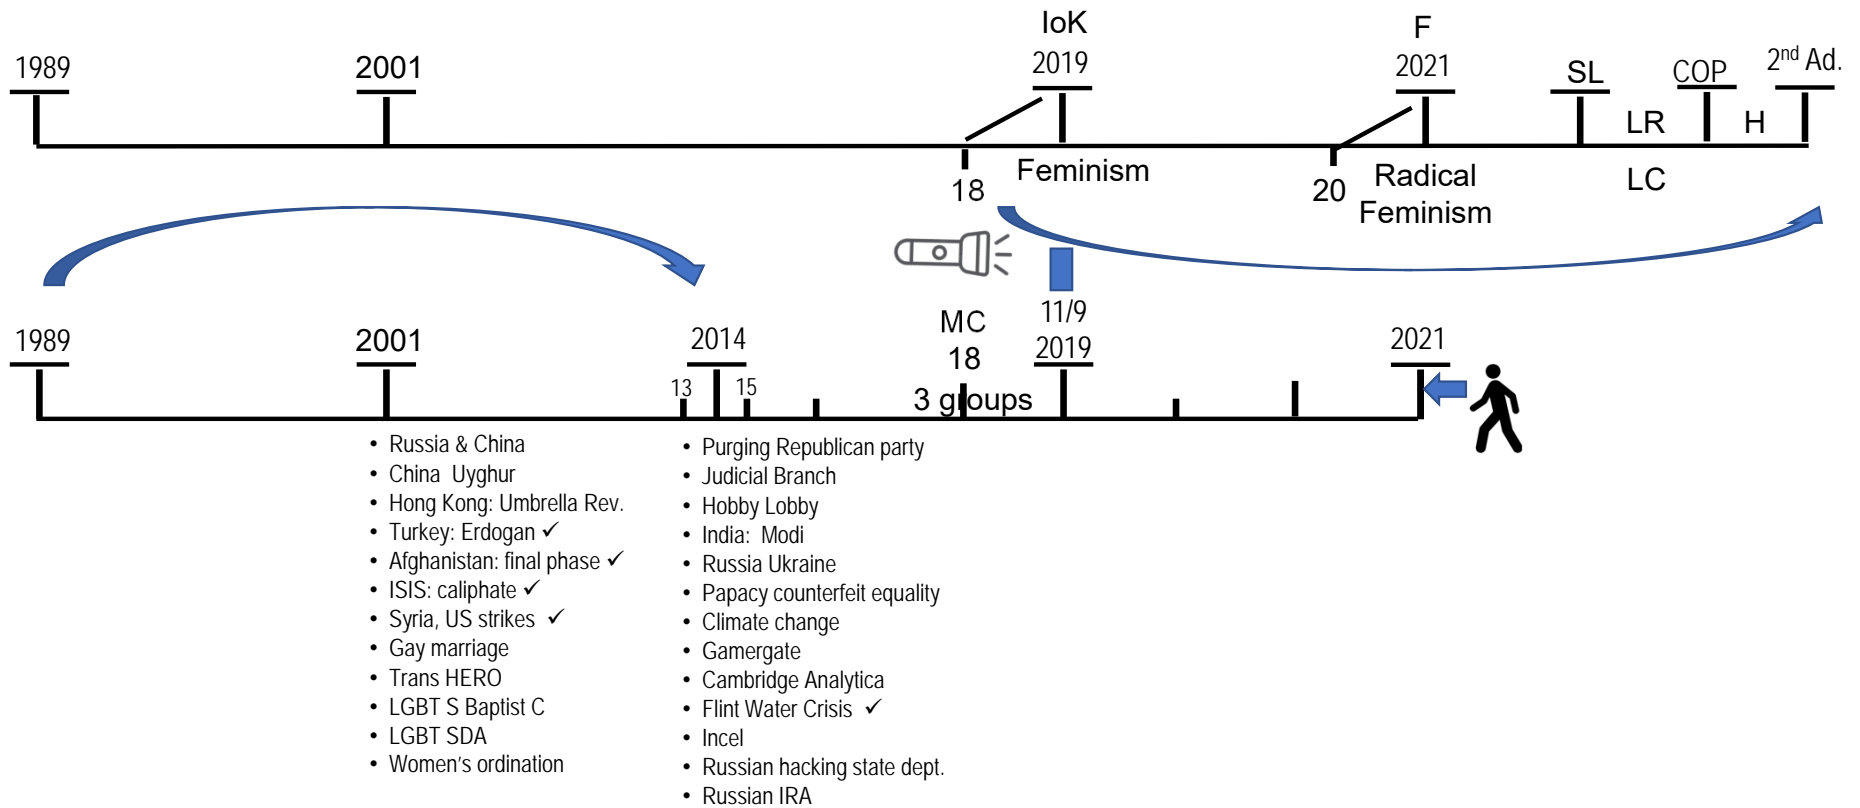 IoK
F
1989
2001
2019
2021
SL
COP
2nd Ad.
LR
H
18
Feminism
20
Radical
Feminism
LC
11/9
MC
1989
2001
2014
18
2019
2021
13
15
3 groups
• Russia & China
• China Uyghur
• Hong Kong: Umbrella Rev.
• Turkey: Erdogan ✓
• Afghanistan: final phase ✓
• ISIS: caliphate ✓
• Syria, US strikes ✓
• Gay marriage
• Trans HERO
• LGBT S Baptist C
• LGBT SDA
• Women's ordination
• Purging Republican party
• Judicial Branch
• Hobby Lobby
• India: Modi
• Russia Ukraine
• Papacy counterfeit equality
• Climate change
• Gamergate
• Cambridge Analytica
• Flint Water Crisis ✓
• Incel
• Russian hacking state dept.
• Russian IRA